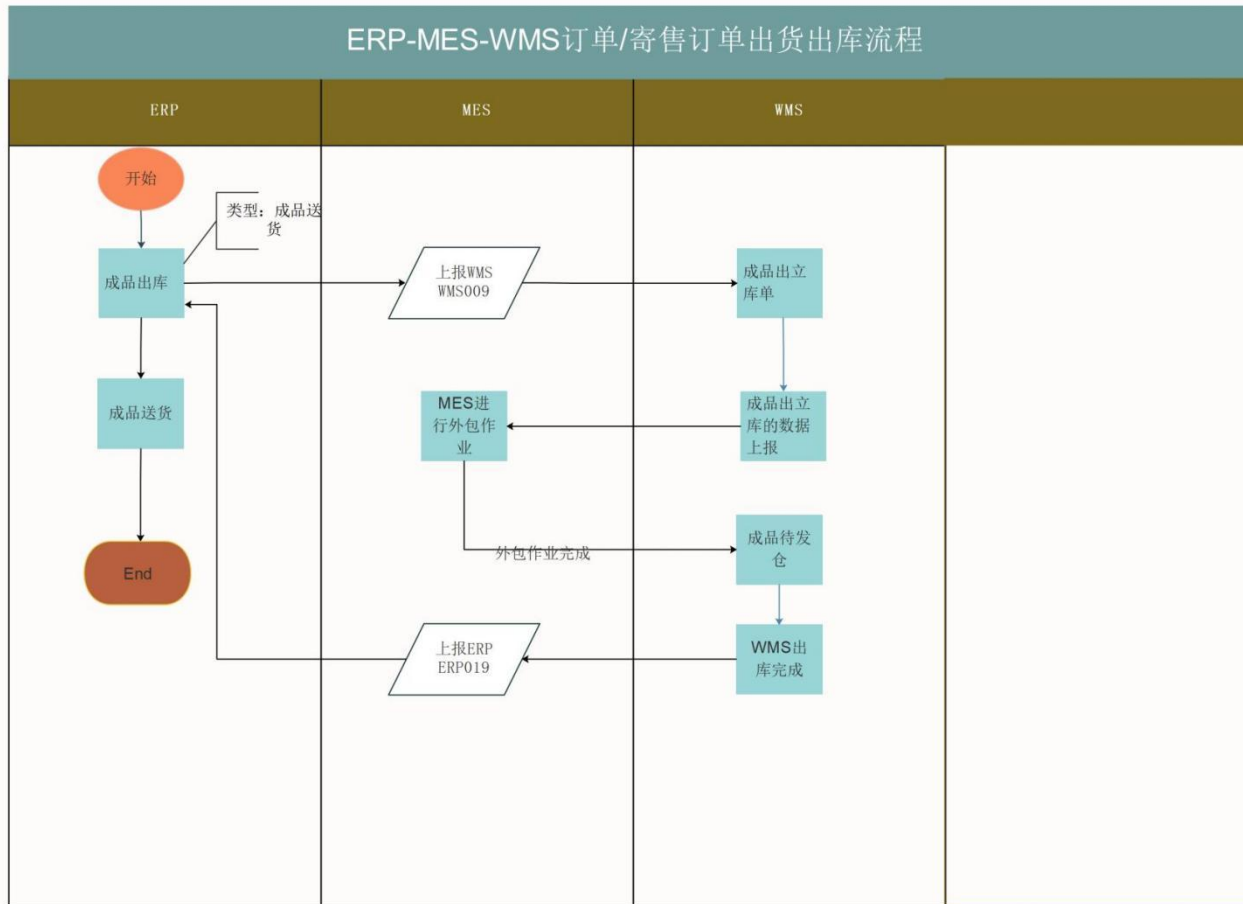 ERP-MES-WMS订单/寄售订单出货出库流程
ERP
MES
WMS
开始
类型：成品送
货
成品出库
上报WMS
WMS009
成品出立
库单
成品送货
MES进
行外包作
业
成品出立
库的数据
上报
外包作业完成
成品待发
仓
End
上报ERP
ERP019
WMS出
库完成